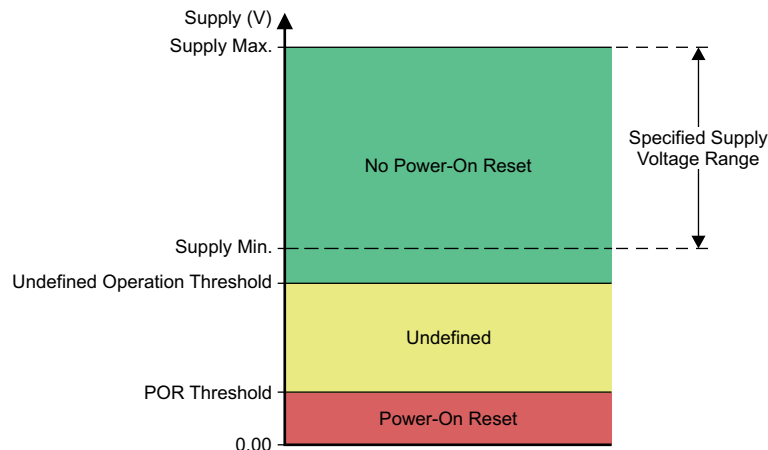 Supply (V)
Supply Max.
No Power-On Reset
Specified Supply
Voltage Range
Supply Min.
Undefined Operation Threshold
Undefined
POR Threshold
Power-On Reset
0.00